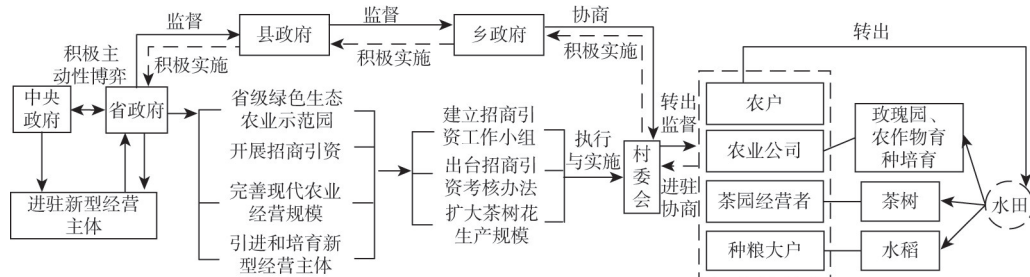 监督
县政府
监督
乡政府
协商
转出
积极主
动性博弈
积极实施
积极实施
积极实施
中央
政府
省政府
进驻新型经营
主体
省级绿色生态
农业示范园
开展招商引资
完善现代农业
经营规模
引进和培育新
型经营主体
建立招商引
资工作小组
出台招商引
资考核办法
扩大茶树花
生产规模
执行
与实施
村
委
会
转出
监督
进驻
协商
农户
农业公司
茶园经营者
种粮大户
玫瑰园、
农作物育
种培育
茶树
水稻
水田